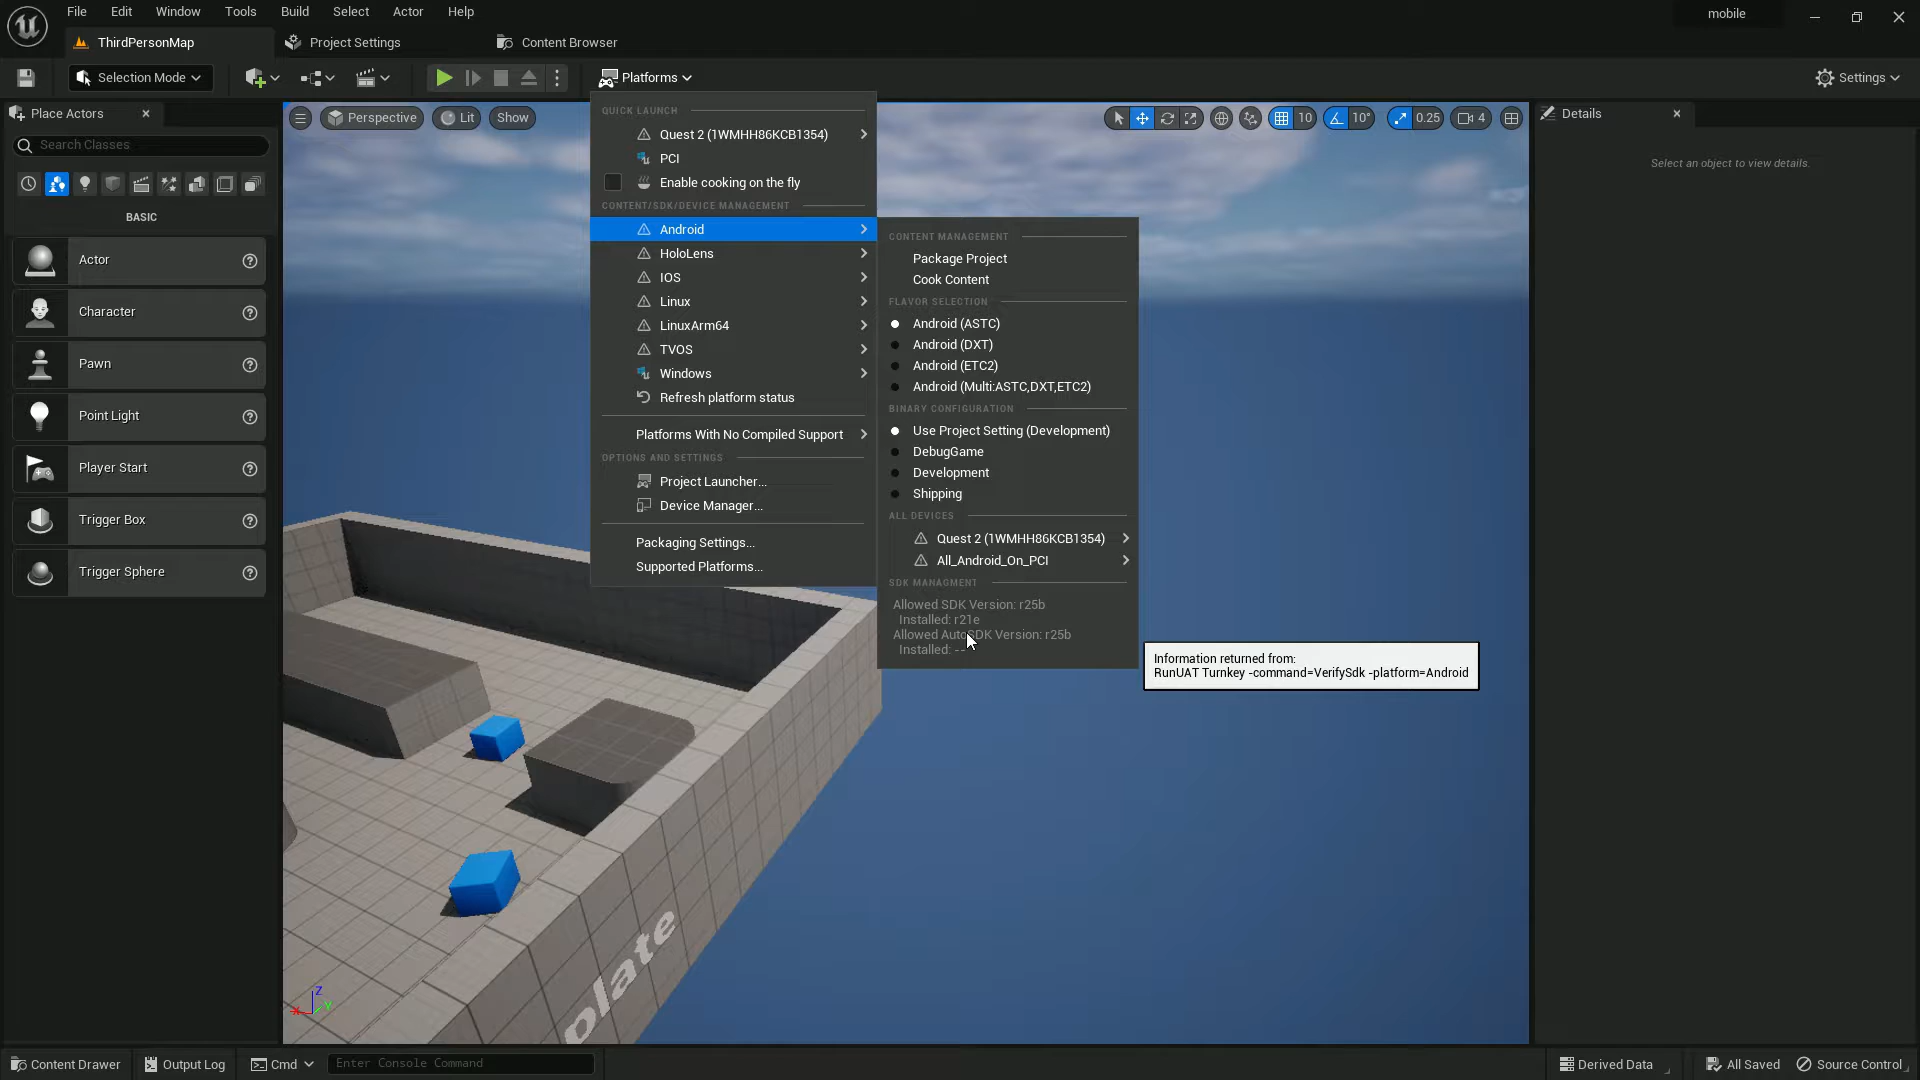 File
Edit
Window
Tools
Build
Select
Actor
Help
mobile
ThirdPersonMap
Project Settings
Content Browser
Selection Mode
Platforms
Settings
Place Actors
Search Classes
BASIC
Actor
Character
Pawn
Point Light
Player Start
Trigger Box
Trigger Sphere
Perspective
Lit
Show
10
10°
0.25
4
Details
Select an object to view details.
QUICK LAUNCH
Quest 2 (1WMHH86KCB1354)
PCI
Enable cooking on the fly
CONTENT/SDK/DEVICE MANAGEMENT
Android
HoloLens
IOS
Linux
LinuxArm64
TVOS
Windows
Refresh platform status
Platforms With No Compiled Support
OPTIONS AND SETTINGS
Project Launcher...
Device Manager...
Packaging Settings...
Supported Platforms...
CONTENT MANAGEMENT
Package Project
Cook Content
FLAVOR SELECTION
Android (ASTC)
Android (DXT)
Android (ETC2)
Android (Multi:ASTC,DXT,ETC2)
BINARY CONFIGURATION
Use Project Setting (Development)
DebugGame
Development
Shipping
ALL DEVICES
Quest 2 (1WMHH86KCB1354)
All_Android_On_PCI
SDK MANAGMENT
Allowed SDK Version: r25b
Installed: r21e
Allowed AutoSDK Version: r25b
Installed: --
Information returned from:
RunUAT Turnkey -command=VerifySdk -platform=Android
plate
Z
X
Y
Content Drawer
Output Log
Cmd
Enter Console Command
Derived Data
All Saved
Source Control